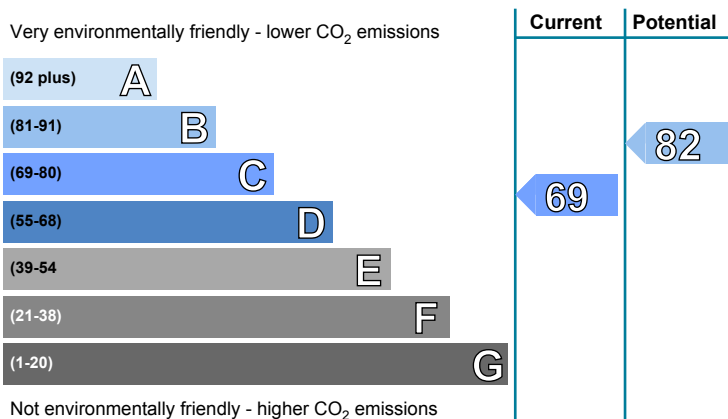 Very environmentally friendly - lower CO₂ emissions
Current
Potential
(92 plus) A
(81-91) B
(69-80) C
(55-68) D
(39-54 E
(21-38) F
(1-20) G
82
69
Not environmentally friendly - higher CO₂ emissions